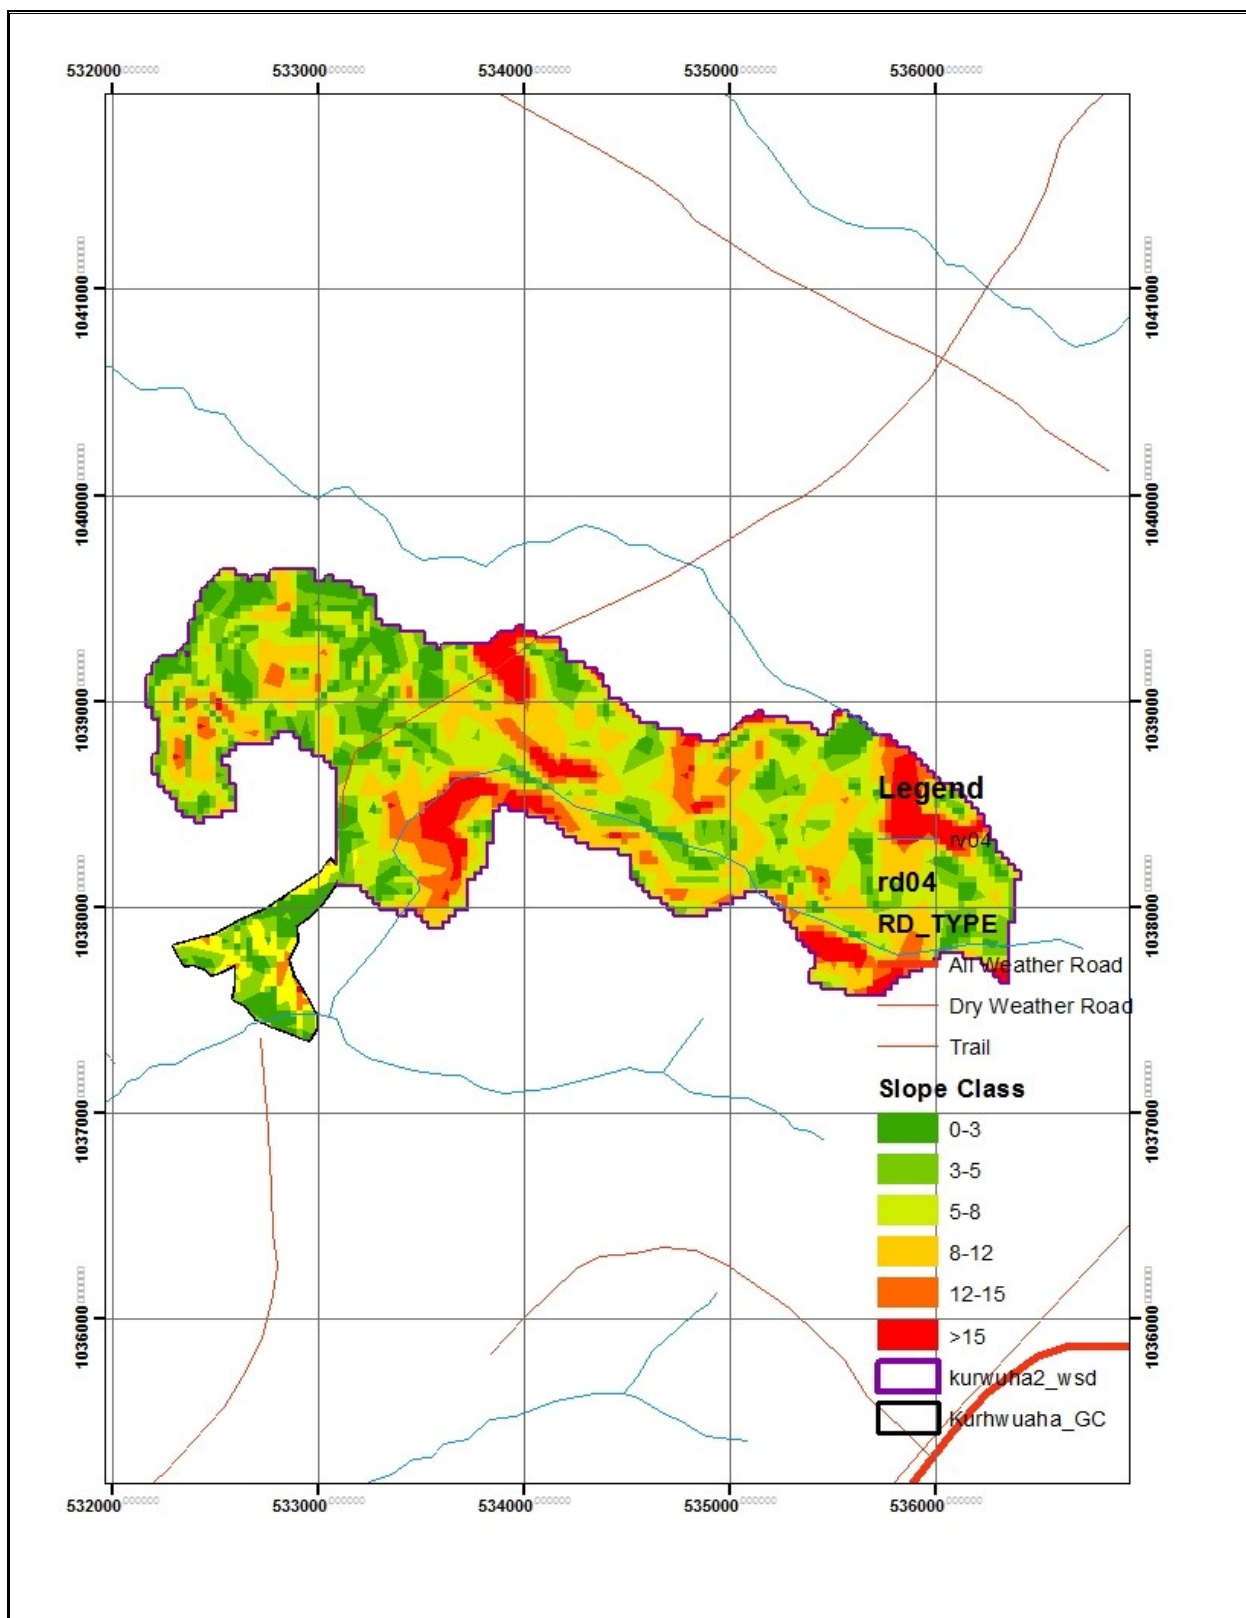 532000 533000 534000 535000 536000
1041000 1041000
1040000 1040000
1039000 1039000
1038000 1038000
1037000 1037000
1036000 1036000
Legend
rv04
rd04
RD_TYPE
All Weather Road
Dry Weather Road
Trail
Slope Class
0-3
3-5
5-8
8-12
12-15
>15
kurwuha2_wsd
Kurhwuaha_GC
532000 533000 534000 535000 536000